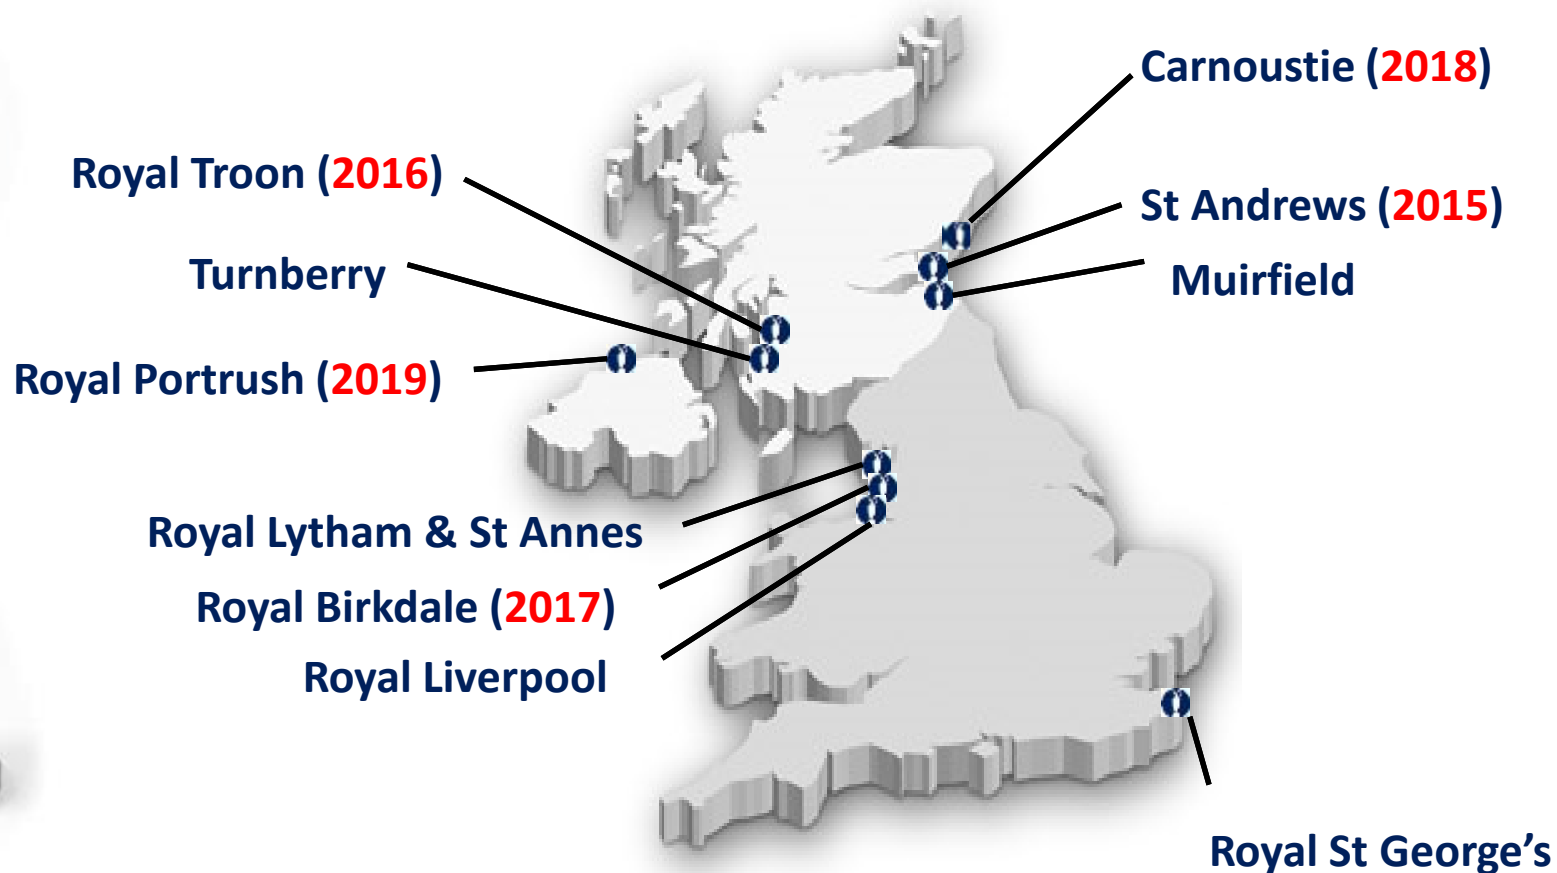 Carnoustie (2018)
Royal Troon (2016)
St Andrews (2015)
Turnberry
Muirfield
Royal Portrush (2019)
Royal Lytham & St Annes
Royal Birkdale (2017)
Royal Liverpool
Royal St George’s